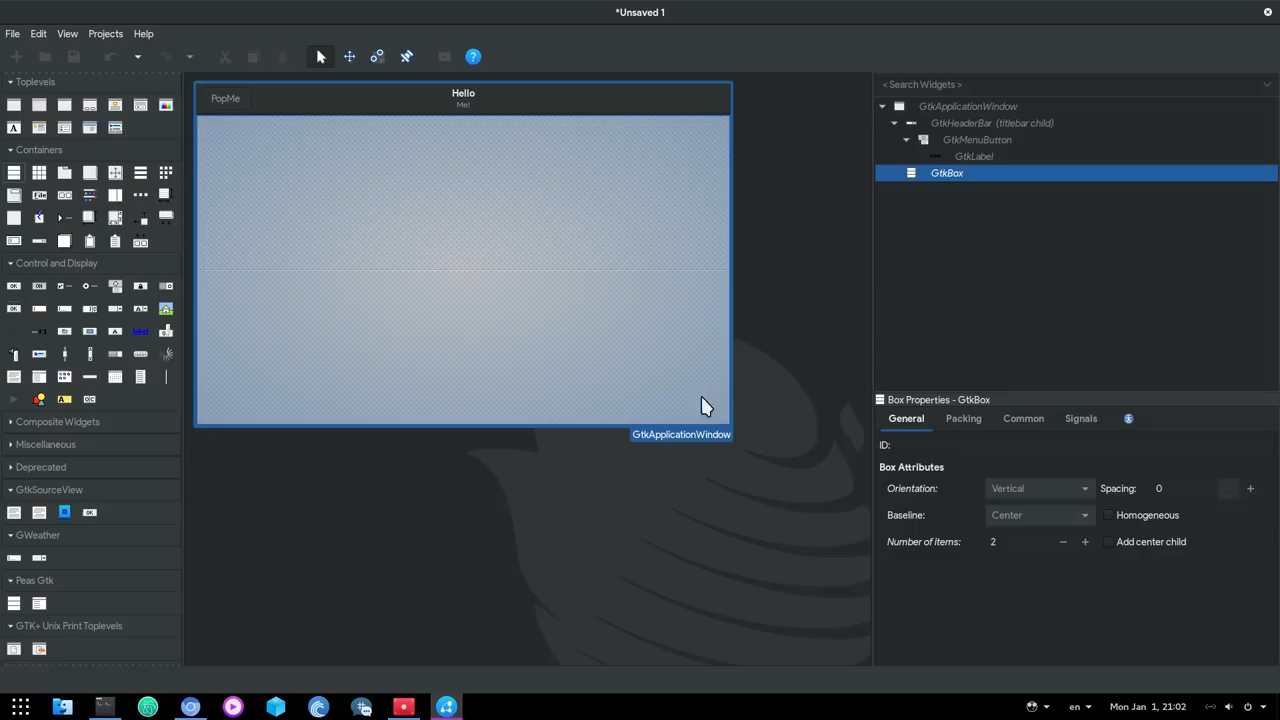 *Unsaved 1
File Edit View Projects Help
Toplevels
Containers
Control and Display
Composite Widgets
Miscellaneous
Deprecated
GtkSourceView
GWeather
Peas Gtk
GTK+ Unix Print Toplevels
PopMe
Hello
Me!
GtkApplicationWindow
< Search Widgets >
GtkApplicationWindow
GtkHeaderBar (titlebar child)
GtkMenuButton
GtkLabel
GtkBox
Box Properties - GtkBox
General Packing Common Signals
ID:
Box Attributes
Orientation: Vertical Spacing: 0
Baseline: Center Homogeneous
Number of items: 2 Add center child
en Mon Jan 1, 21:02